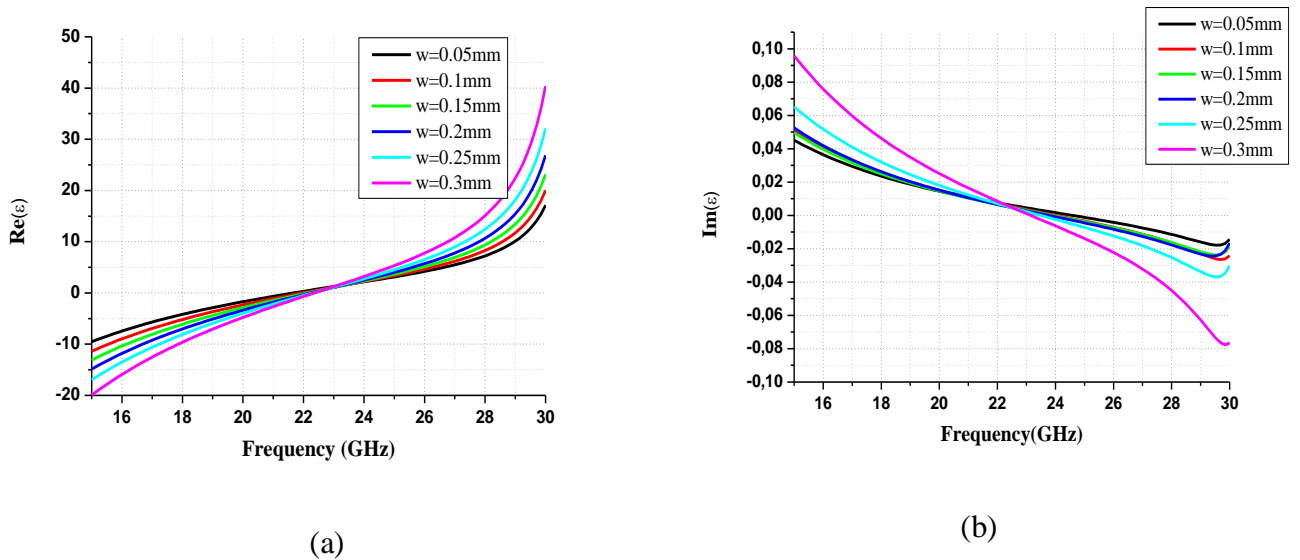 50
40
30
20
10
0
-10
-20
16 18 20 22 24 26 28 30
Re(ε)
Frequency (GHz)
w=0.05mm
w=0.1mm
w=0.15mm
w=0.2mm
w=0.25mm
w=0.3mm
(a)
0,10
0,08
0,06
0,04
0,02
0,00
-0,02
-0,04
-0,06
-0,08
-0,10
16 18 20 22 24 26 28 30
Im(ε)
Frequency(GHz)
w=0.05mm
w=0.1mm
w=0.15mm
w=0.2mm
w=0.25mm
w=0.3mm
(b)